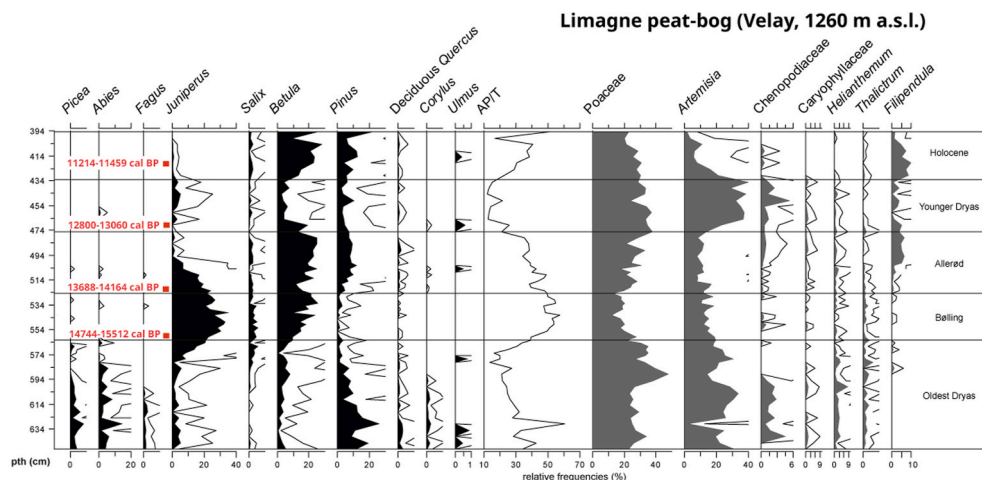 Limagne peat-bog (Velay, 1260 m a.s.l.)
Picea Abies Fagus Juniperus Salix Betula Pinus Deciduous Quercus Corylus Ulmus AP/T Poaceae Artemisia Chenopodiaceae Caryophyllaceae Helianthemum Thalictrum Filipendula
394
414 Holocene
11214-11459 cal BP
434
454 Younger Dryas
12800-13060 cal BP
474
494 Allerød
514
13688-14164 cal BP
534
Bølling
554
14744-15512 cal BP
574
594
Oldest Dryas
614
634
pth (cm) 0 0 0 0 20 40 0 0 20 0 20 0 0 0 1 10 30 50 70 0 20 40 60 0 20 40 0 6 0 9 0 9 0 0 10
relative frequencies (%)